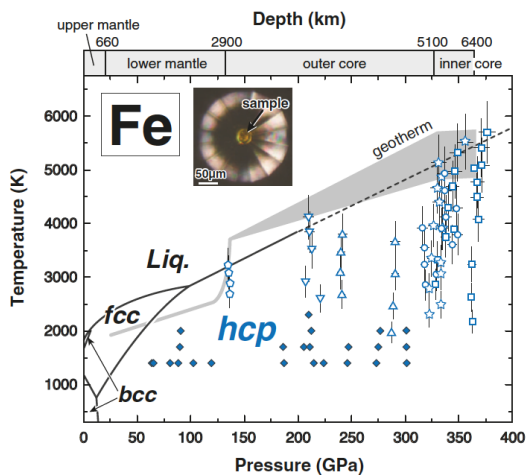 Depth (km)
upper mantle 660 2900 5100 6400
lower mantle outer core inner core
Fe
sample
50µm
geotherm
Liq.
fcc
hcp
bcc
Temperature (K)
6000
5000
4000
3000
2000
1000
0 50 100 150 200 250 300 350 400
Pressure (GPa)